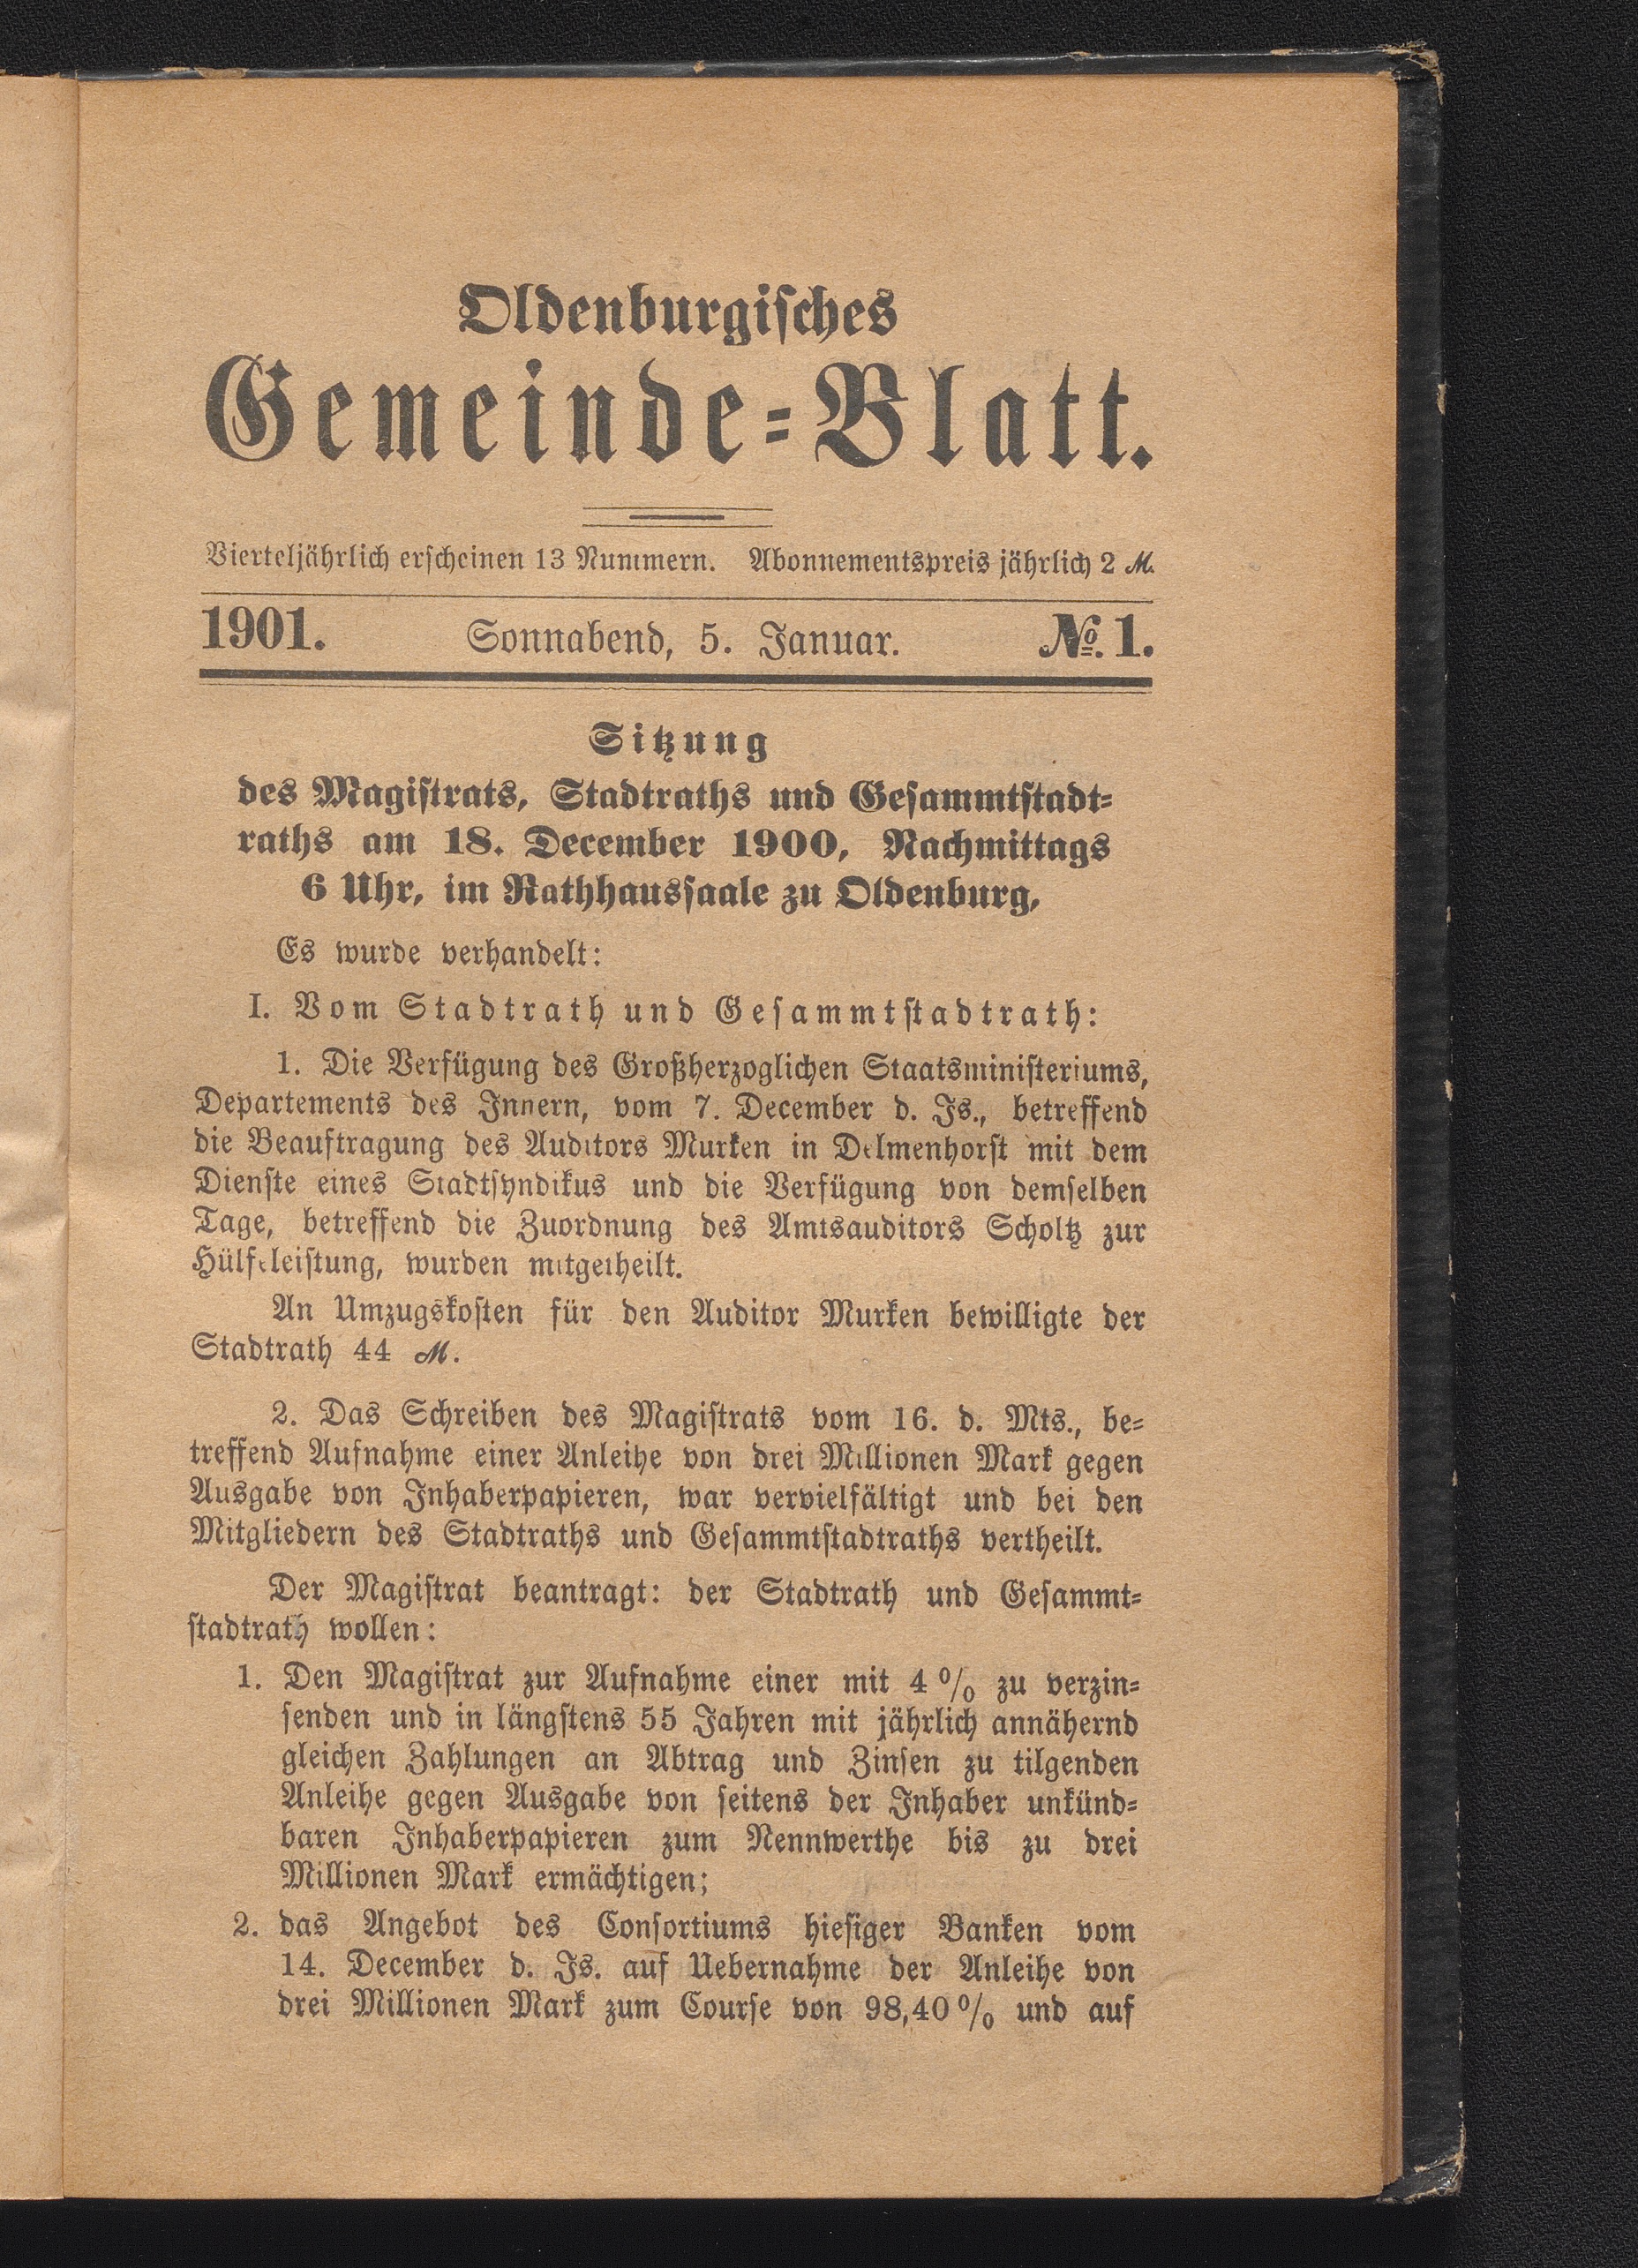 Oldenburgisches
Gemeinde-Blatt.
Vierteljährlich erscheinen 13 Nummern. Abonnementspreis jährlich 2 ℳ.
1901. Sonnabend, 5. Januar. №. 1.
Sitzung
des Magistrats, Stadtraths und Gesammtstadt-
raths am 18. December 1900, Nachmittags
6 Uhr, im Rathhaussaale zu Oldenburg,
Es wurde verhandelt:
I. Vom Stadtrath und Gesammtstadtrath:
1. Die Verfügung des Großherzoglichen Staatsministeriums,
Departements des Innern, vom 7. December d. Js., betreffend
die Beauftragung des Auditors Murken in Delmenhorst mit dem
Dienste eines Stadtsyndikus und die Verfügung von demselben
Tage, betreffend die Zuordnung des Amtsauditors Scholtz zur
Hülfeleistung, wurden mitgetheilt.
An Umzugskosten für den Auditor Murken bewilligte der
Stadtrath 44 ℳ.
2. Das Schreiben des Magistrats vom 16. d. Mts., be-
treffend Aufnahme einer Anleihe von drei Millionen Mark gegen
Ausgabe von Inhaberpapieren, war vervielfältigt und bei den
Mitgliedern des Stadtraths und Gesammtstadtraths vertheilt.
Der Magistrat beantragt: der Stadtrath und Gesammt-
stadtrath wollen:
1. Den Magistrat zur Aufnahme einer mit 4 % zu verzin-
senden und in längstens 55 Jahren mit jährlich annähernd
gleichen Zahlungen an Abtrag und Zinsen zu tilgenden
Anleihe gegen Ausgabe von seitens der Inhaber unkünd-
baren Inhaberpapieren zum Nennwerthe bis zu drei
Millionen Mark ermächtigen;
2. das Angebot des Consortiums hiesiger Banken vom
14. December d. Js. auf Uebernahme der Anleihe von
drei Millionen Mark zum Course von 98,40 % und auf